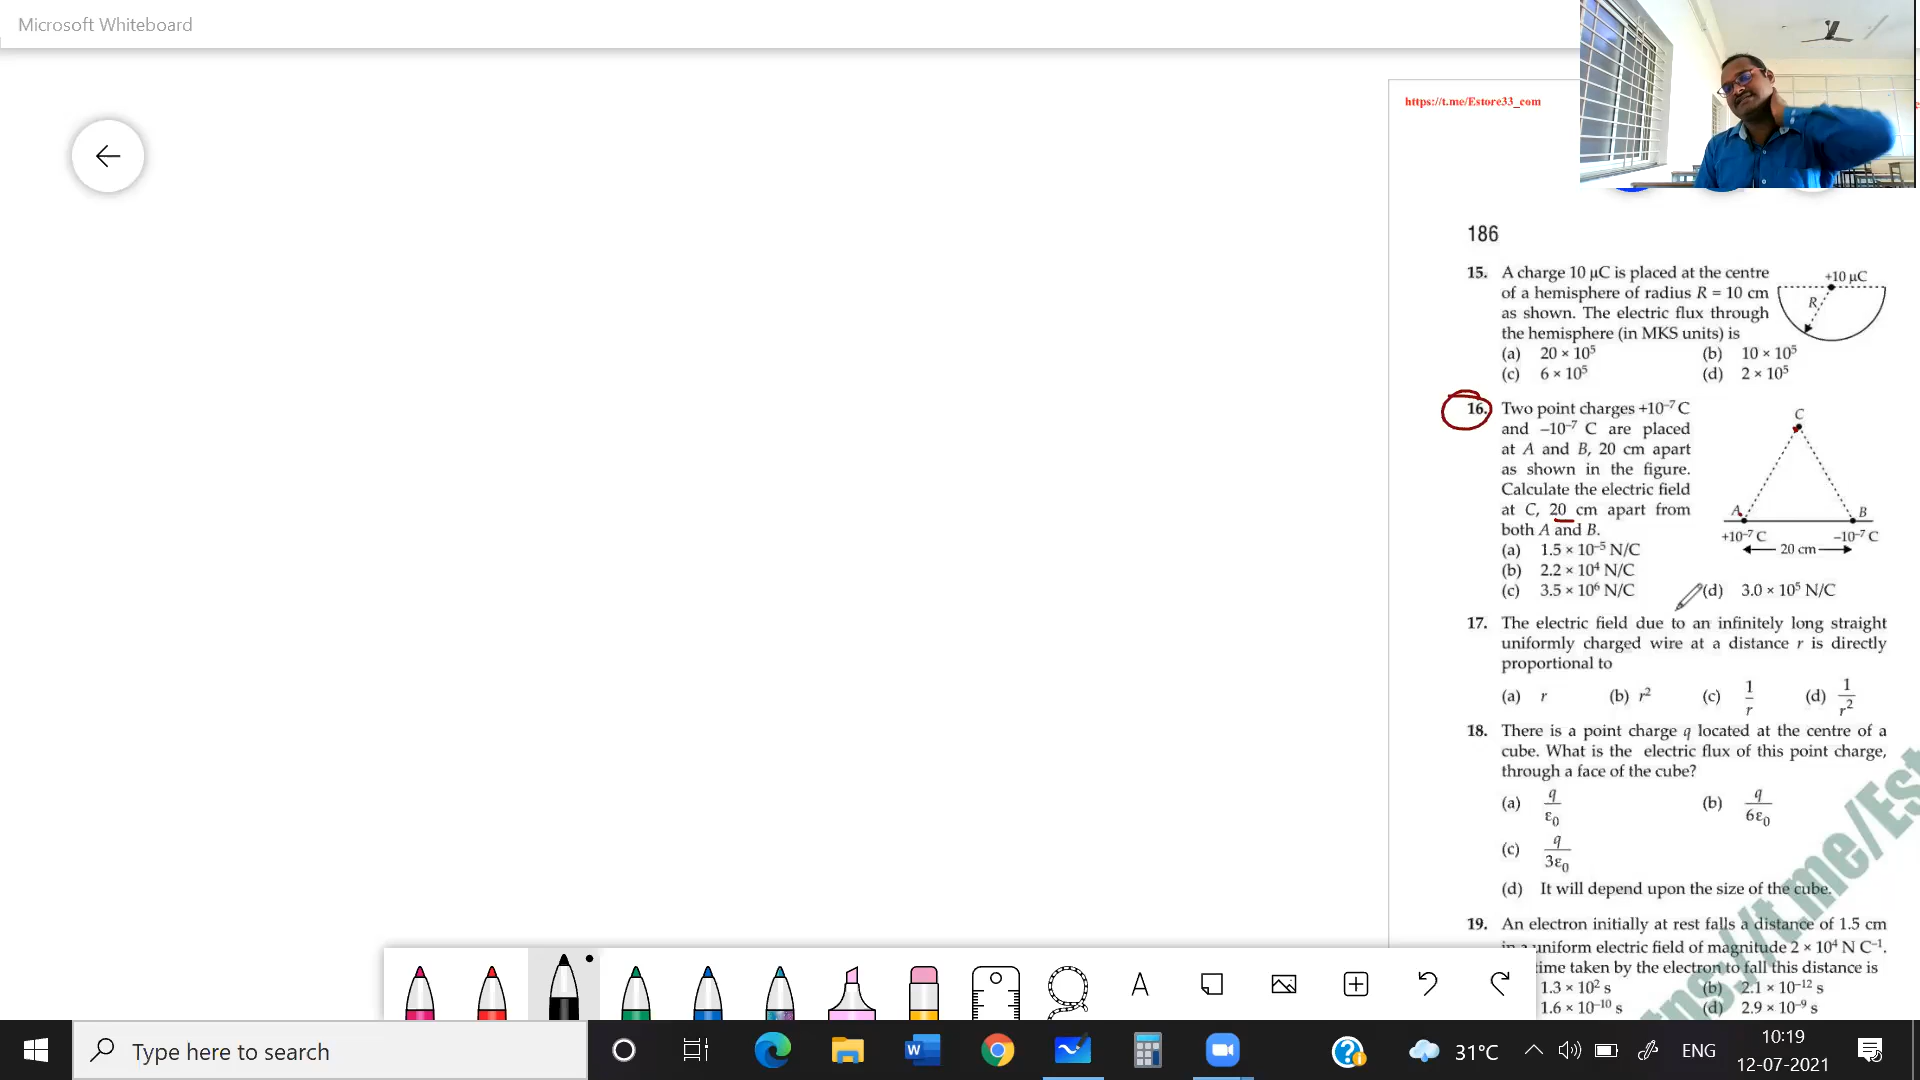 Microsoft Whiteboard
https://t.me/Estore33_com
186
15. A charge 10 μC is placed at the centre
of a hemisphere of radius R = 10 cm
as shown. The electric flux through
the hemisphere (in MKS units) is
+10 μC
R
(a) 20 × 10⁵ (b) 10 × 10⁵
(c) 6 × 10⁵ (d) 2 × 10⁵
16. Two point charges +10⁻⁷ C
and −10⁻⁷ C are placed
at A and B, 20 cm apart
as shown in the figure.
Calculate the electric field
at C, 20 cm apart from
both A and B.
C
A B
+10⁻⁷ C −10⁻⁷ C
20 cm
(a) 1.5 × 10⁻⁵ N/C
(b) 2.2 × 10⁴ N/C
(c) 3.5 × 10⁶ N/C (d) 3.0 × 10⁵ N/C
17. The electric field due to an infinitely long straight
uniformly charged wire at a distance r is directly
proportional to
(a) r (b) r² (c) 1/r (d) 1/r²
18. There is a point charge q located at the centre of a
cube. What is the electric flux of this point charge,
through a face of the cube?
(a) q/ε₀ (b) q/6ε₀
(c) q/3ε₀
(d) It will depend upon the size of the cube.
19. An electron initially at rest falls a distance of 1.5 cm
in a uniform electric field of magnitude 2 × 10⁴ N C⁻¹.
time taken by the electron to fall this distance is
1.3 × 10² s (b) 2.1 × 10⁻¹² s
1.6 × 10⁻¹⁰ s (d) 2.9 × 10⁻⁹ s
Type here to search
31°C
ENG
10:19
12-07-2021